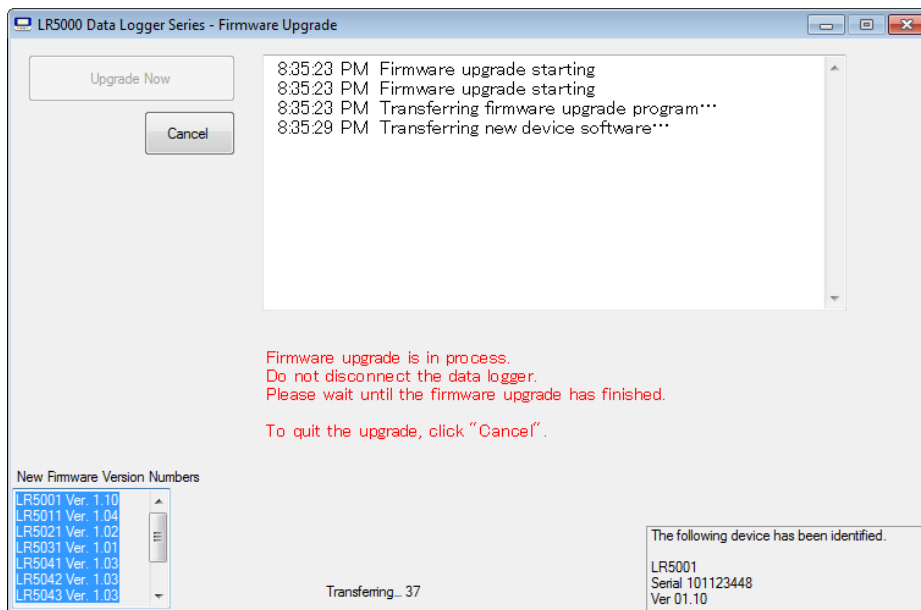 LR5000 Data Logger Series - Firmware Upgrade
Upgrade Now
Cancel
8:35:23 PM Firmware upgrade starting
8:35:23 PM Firmware upgrade starting
8:35:23 PM Transferring firmware upgrade program…
8:35:29 PM Transferring new device software…
Firmware upgrade is in process.
Do not disconnect the data logger.
Please wait until the firmware upgrade has finished.
To quit the upgrade, click "Cancel".
New Firmware Version Numbers
LR5001 Ver. 1.10
LR5011 Ver. 1.04
LR5021 Ver. 1.02
LR5031 Ver. 1.01
LR5041 Ver. 1.03
LR5042 Ver. 1.03
LR5043 Ver. 1.03
Transferring... 37
The following device has been identified.
LR5001
Serial 101123448
Ver 01.10